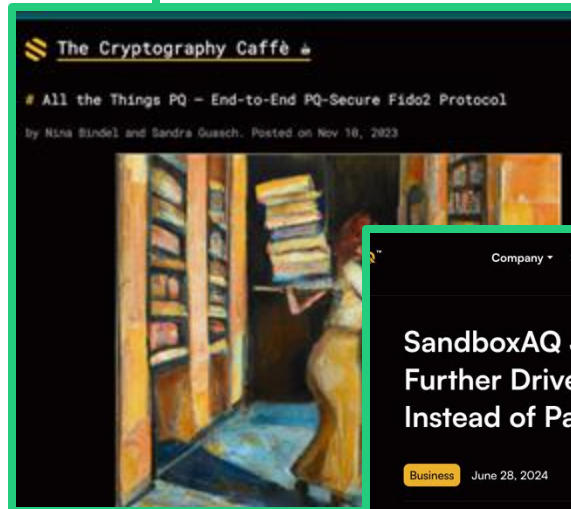 The Cryptography Caffè ☕
# All the Things PQ — End-to-End PQ-Secure Fido2 Protocol
by Nina Bindel and Sandra Guasch. Posted on Nov 10, 2023
Company
SandboxAQ
Further Drive
Instead of Pa
Business June 28, 2024